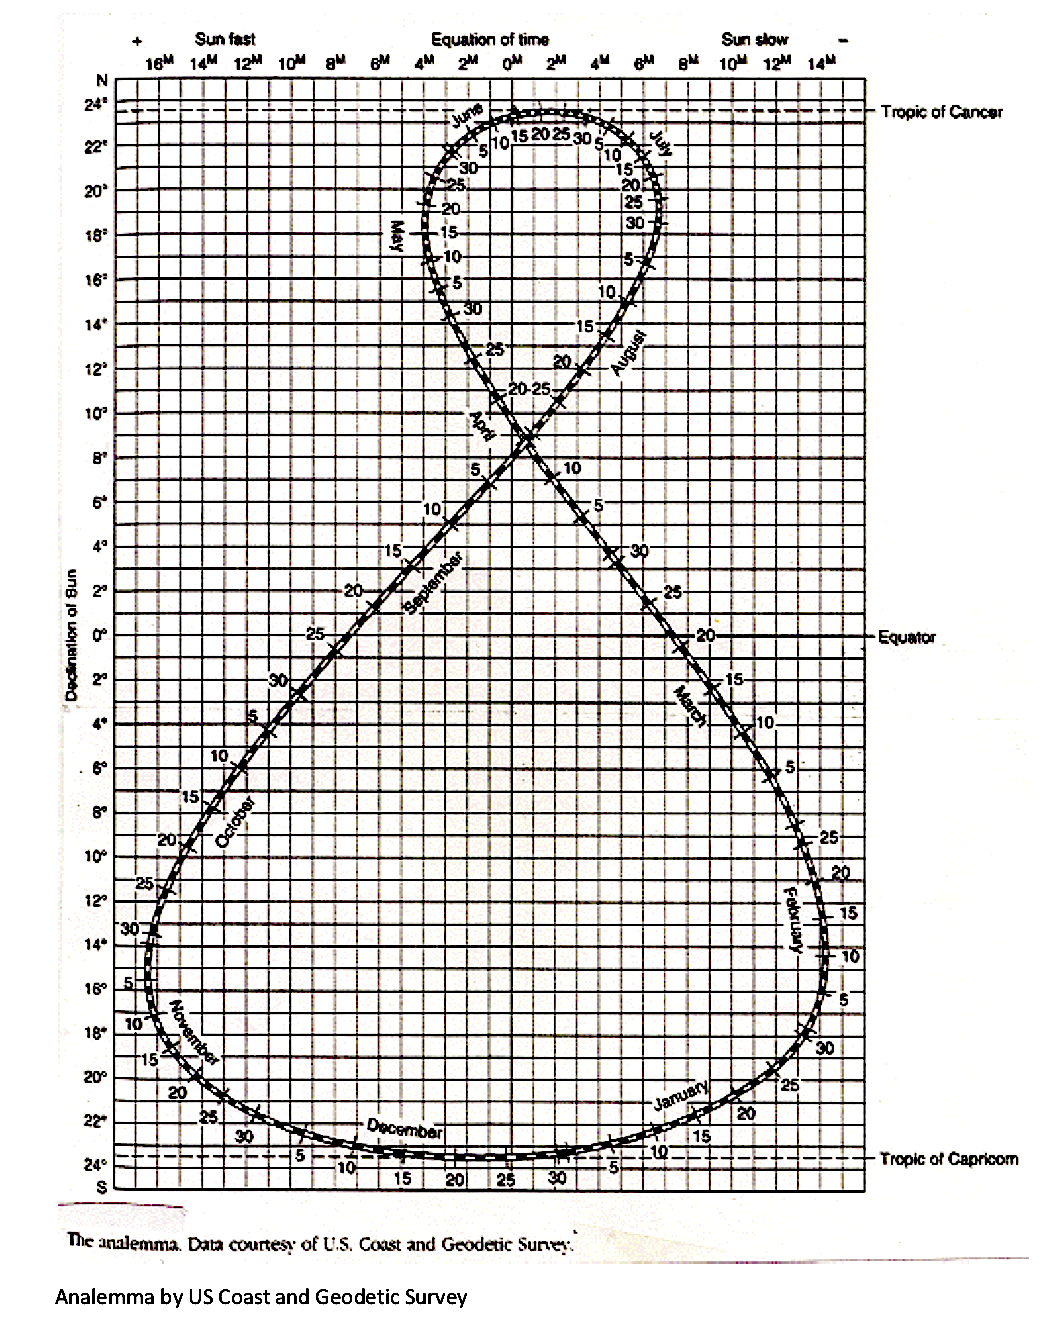 + Sun fast Equation of time Sun slow –
16M 14M 12M 10M 8M 6M 4M 2M 0M 2M 4M 6M 8M 10M 12M 14M
N
24°
22°
20°
18°
16°
14°
12°
10°
8°
6°
4°
2°
0°
2°
4°
6°
8°
10°
12°
14°
16°
18°
20°
22°
24°
S
Declination of Sun
Tropic of Cancer
Equator
Tropic of Capricorn
June
5 10 15 20 25 30
July
5 10 15 20 25 30
May
30 25 20 15 10 5
August
5 10 15 20 25
April
30 25 20
10 5
September
5 10 15 20 25 30
March
30 25 20 15 10 5
October
5 10 15 20 25 30
February
25 20 15 10 5
November
5 10 15 20 25 30
January
30 25 20 15 10 5
December
5 10 15 20 25 30
The analemma. Data courtesy of U.S. Coast and Geodetic Survey.
Analemma by US Coast and Geodetic Survey